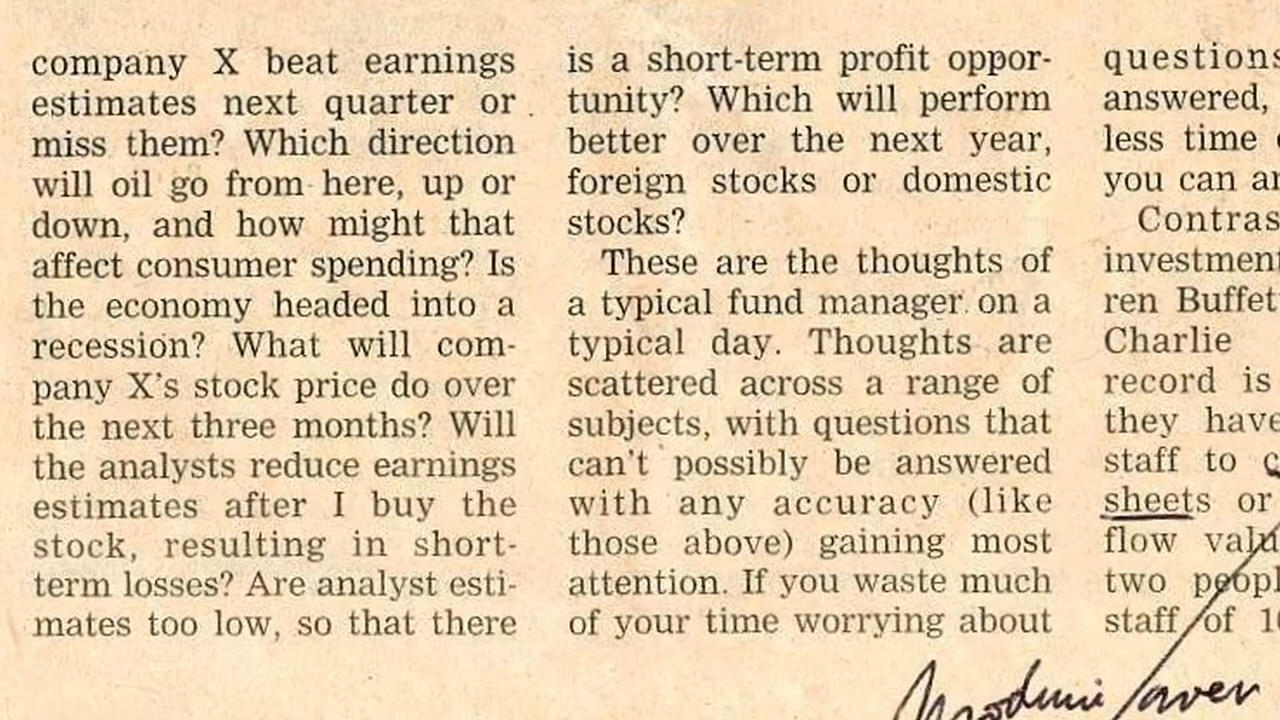 company X beat earnings
estimates next quarter or
miss them? Which direction
will oil go from here, up or
down, and how might that
affect consumer spending? Is
the economy headed into a
recession? What will com-
pany X's stock price do over
the next three months? Will
the analysts reduce earnings
estimates after I buy the
stock, resulting in short-
term losses? Are analyst esti-
mates too low, so that there
is a short-term profit oppor-
tunity? Which will perform
better over the next year,
foreign stocks or domestic
stocks?
These are the thoughts of
a typical fund manager on a
typical day. Thoughts are
scattered across a range of
subjects, with questions that
can't possibly be answered
with any accuracy (like
those above) gaining most
attention. If you waste much
of your time worrying about
questions
answered,
less time
you can
Contras
investment
ren Buffet
Charlie
record is
they have
staff to
sheets or
flow valu
two peopl
staff of 10